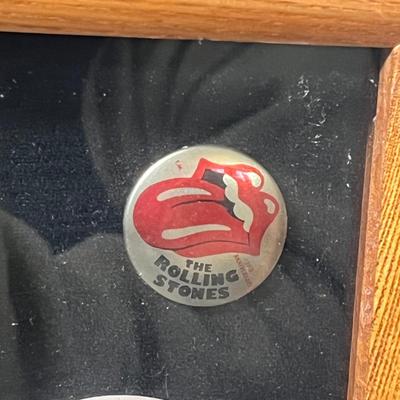 THE
ROLLING
STONES